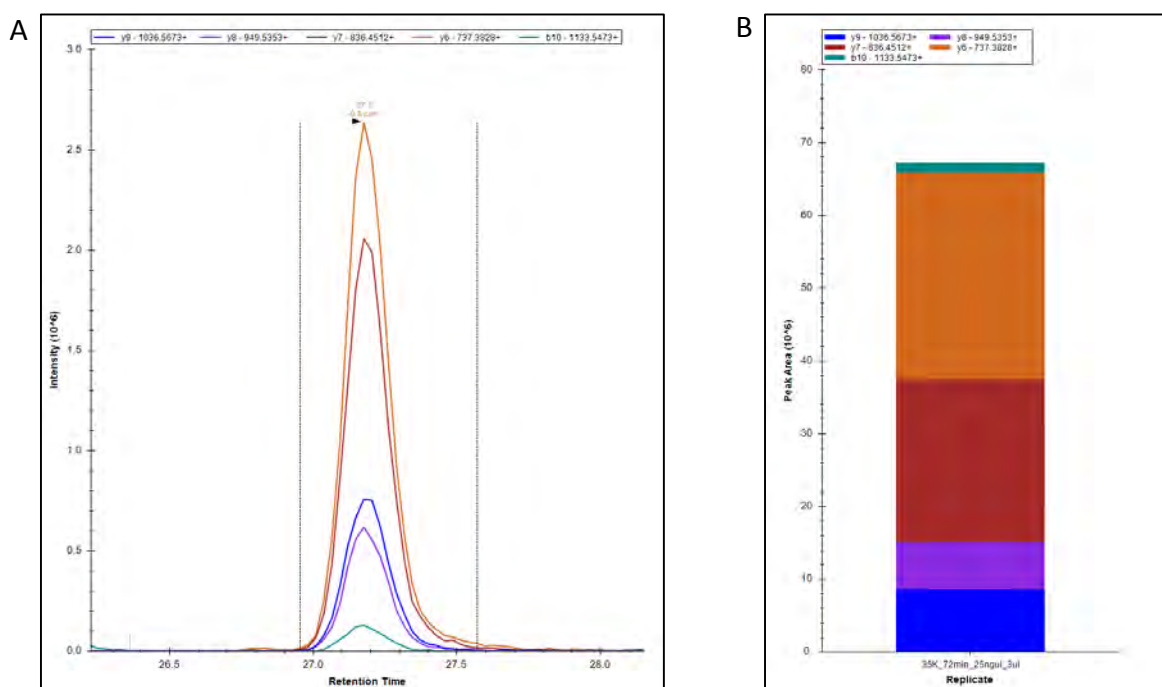 A
y9 - 1036.5673+ y8 - 949.5353+ y7 - 836.4512+ y6 - 737.3828+ b10 - 1133.5473+
3.0
2.5
2.0
1.5
1.0
0.5
0.0
Intensity (10^6)
26.5 27.0 27.5 28.0
Retention Time
B
y9 - 1036.5673+ y8 - 949.5353+
y7 - 836.4512+ y6 - 737.3828+
b10 - 1133.5473+
80
70
60
50
40
30
20
10
0
Peak Area (10^6)
35K_72min_25ngul_3ul
Replicate